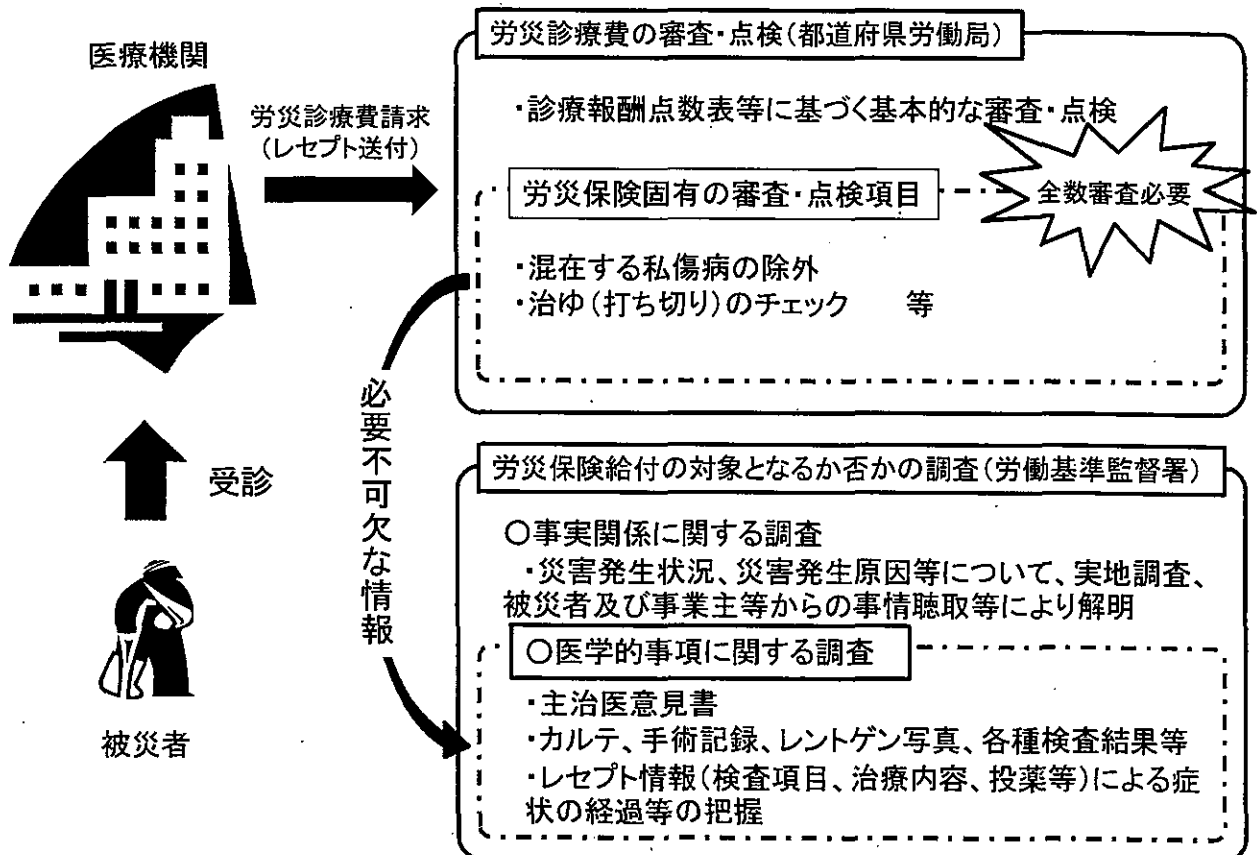 医療機関
労災診療費請求
(レセプト送付)
受診
被災者
労災診療費の審査・点検(都道府県労働局)
・診療報酬点数表等に基づく基本的な審査・点検
全数審査必要
労災保険固有の審査・点検項目
・混在する私傷病の除外
・治ゆ(打ち切り)のチェック 等
必要不可欠な情報
労災保険給付の対象となるか否かの調査(労働基準監督署)
〇事実関係に関する調査
・災害発生状況、災害発生原因等について、実地調査、
被災者及び事業主等からの事情聴取等により解明
〇医学的事項に関する調査
・主治医意見書
・カルテ、手術記録、レントゲン写真、各種検査結果等
・レセプト情報(検査項目、治療内容、投薬等)による症
状の経過等の把握